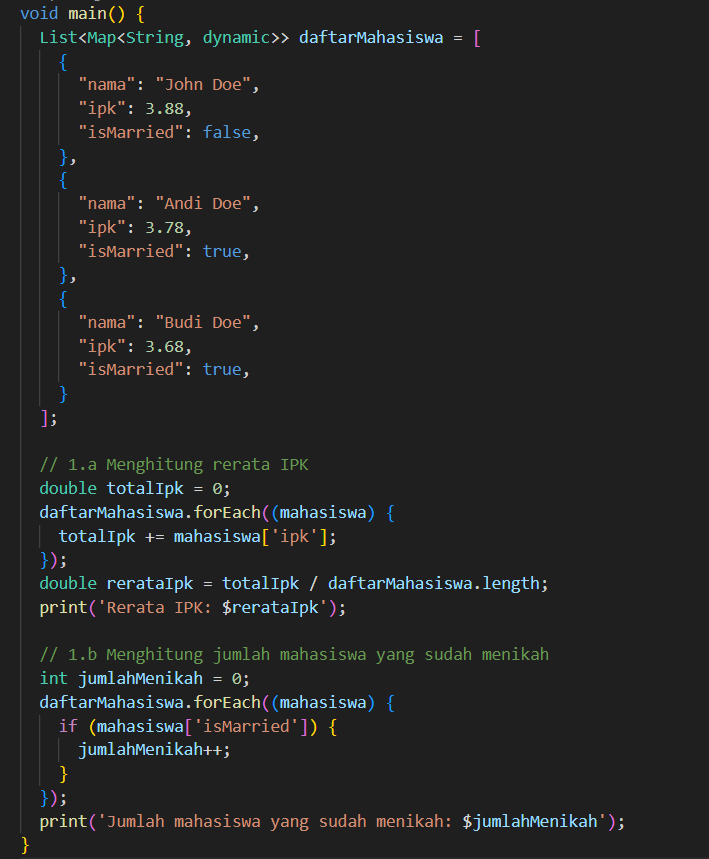 void main() {
List<Map<String, dynamic>> daftarMahasiswa = [
{
"nama": "John Doe",
"ipk": 3.88,
"isMarried": false,
},
{
"nama": "Andi Doe",
"ipk": 3.78,
"isMarried": true,
},
{
"nama": "Budi Doe",
"ipk": 3.68,
"isMarried": true,
}
];
// 1.a Menghitung rerata IPK
double totalIpk = 0;
daftarMahasiswa.forEach((mahasiswa) {
totalIpk += mahasiswa['ipk'];
});
double rerataIpk = totalIpk / daftarMahasiswa.length;
print('Rerata IPK: $rerataIpk');
// 1.b Menghitung jumlah mahasiswa yang sudah menikah
int jumlahMenikah = 0;
daftarMahasiswa.forEach((mahasiswa) {
if (mahasiswa['isMarried']) {
jumlahMenikah++;
}
});
print('Jumlah mahasiswa yang sudah menikah: $jumlahMenikah');
}